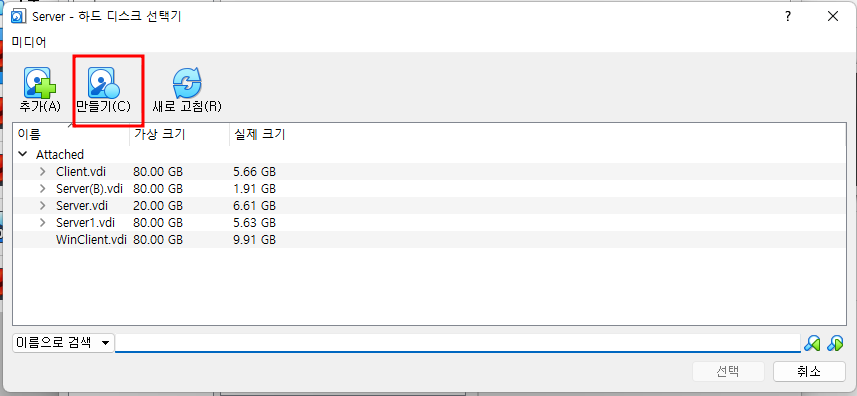 Server - 하드 디스크 선택기
?
미디어
추가(A) 만들기(C) 새로 고침(R)
이름 가상 크기 실제 크기
Attached
Client.vdi 80.00 GB 5.66 GB
Server(B).vdi 80.00 GB 1.91 GB
Server.vdi 20.00 GB 6.61 GB
Server1.vdi 80.00 GB 5.63 GB
WinClient.vdi 80.00 GB 9.91 GB
이름으로 검색
선택 취소